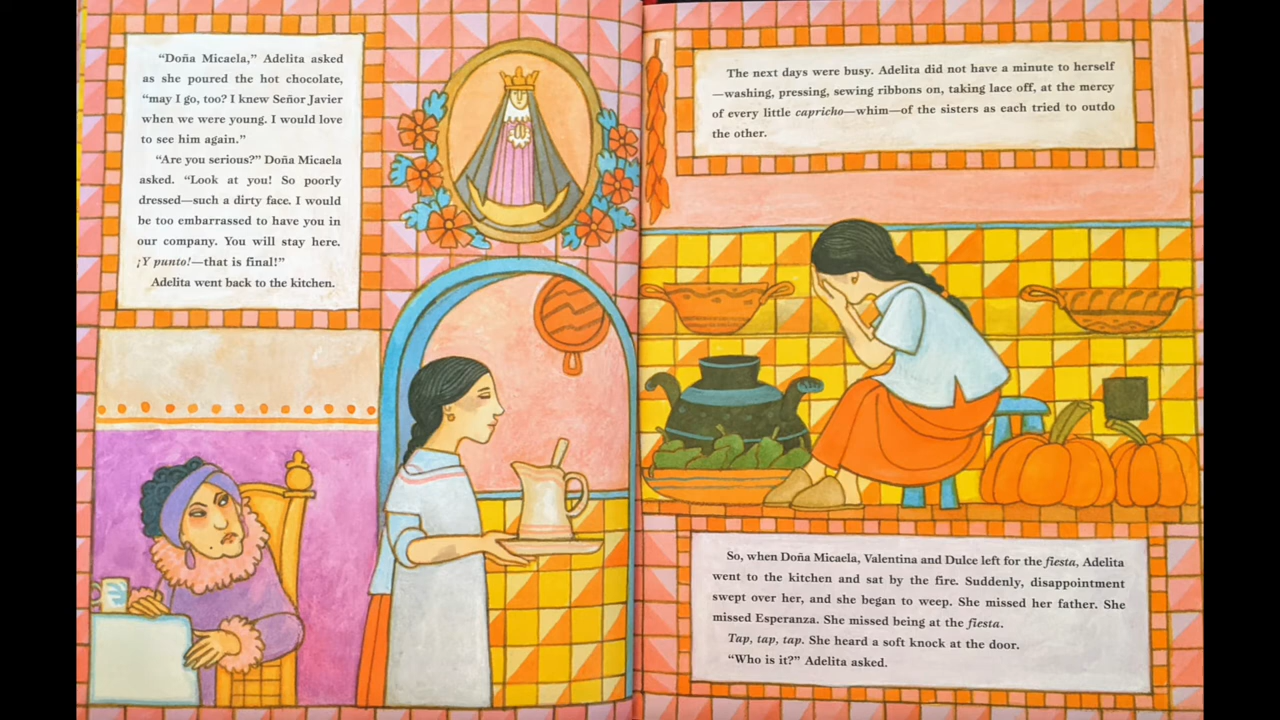 “Doña Micaela,” Adelita asked
as she poured the hot chocolate,
“may I go, too? I knew Señor Javier
when we were young. I would love
to see him again.”
“Are you serious?” Doña Micaela
asked. “Look at you! So poorly
dressed—such a dirty face. I would
be too embarrassed to have you in
our company. You will stay here.
¡Y punto!—that is final!”
Adelita went back to the kitchen.
The next days were busy. Adelita did not have a minute to herself
—washing, pressing, sewing ribbons on, taking lace off, at the mercy
of every little capricho—whim—of the sisters as each tried to outdo
the other.
So, when Doña Micaela, Valentina and Dulce left for the fiesta, Adelita
went to the kitchen and sat by the fire. Suddenly, disappointment
swept over her, and she began to weep. She missed her father. She
missed Esperanza. She missed being at the fiesta.
Tap, tap, tap. She heard a soft knock at the door.
“Who is it?” Adelita asked.